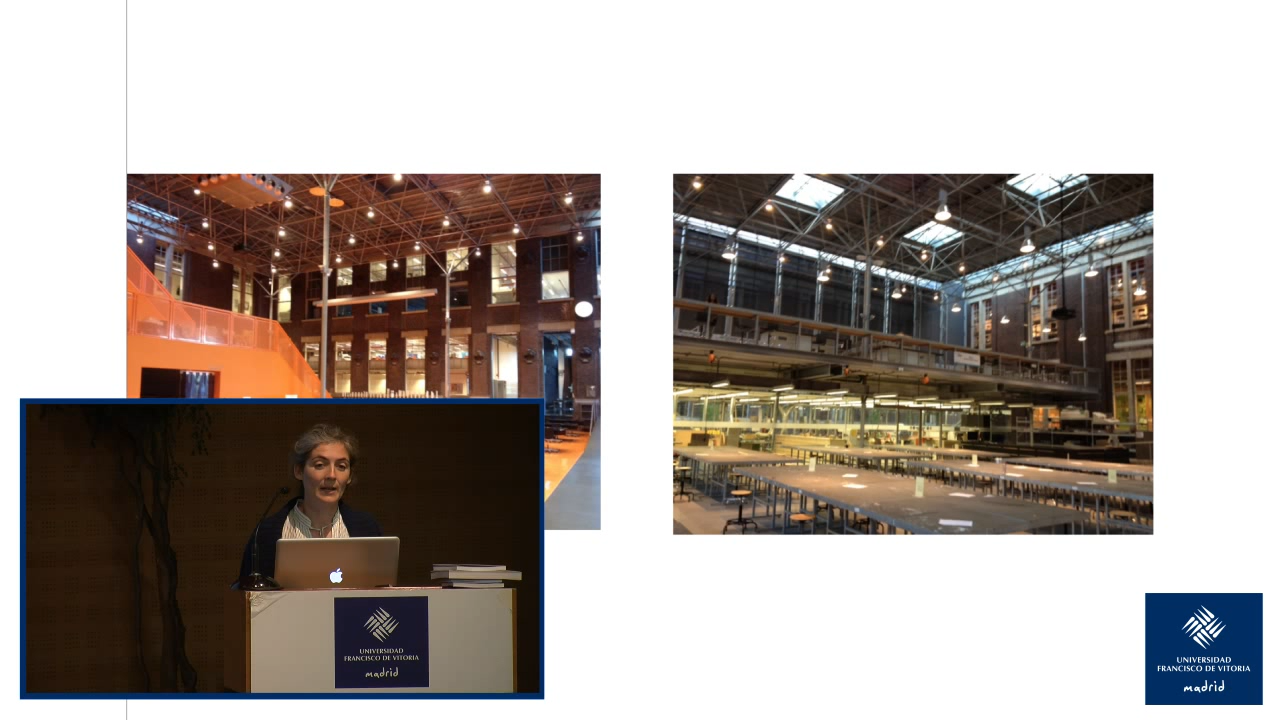 UNIVERSIDAD
FRANCISCO DE VITORIA
madrid
UNIVERSIDAD
FRANCISCO DE VITORIA
madrid